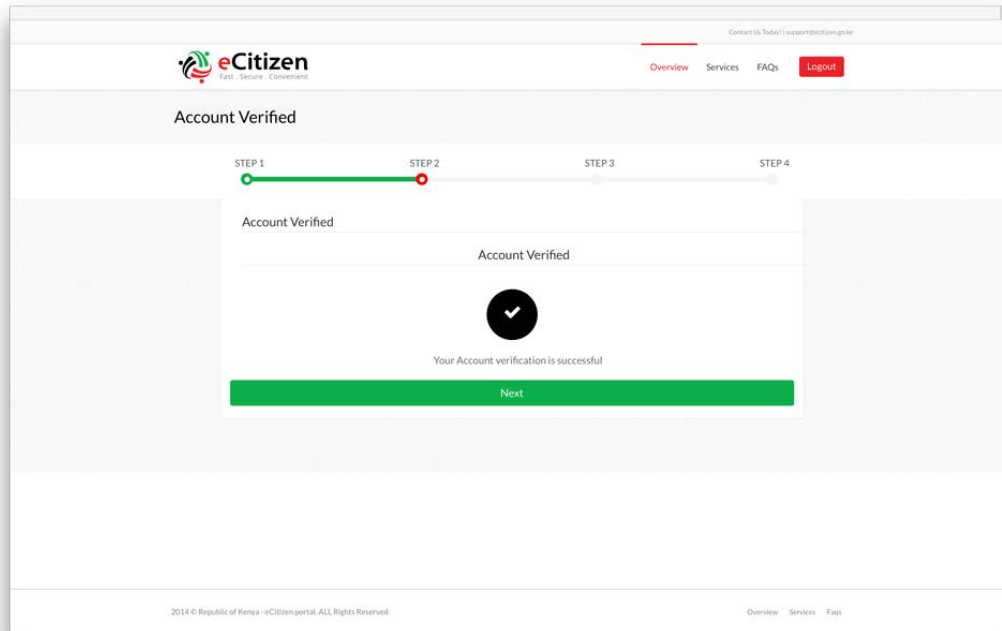 Contact Us Today! | support@ecitizen.go.ke
eCitizen
Fast . Secure . Convenient
Overview Services FAQs Logout
Account Verified
STEP 1 STEP 2 STEP 3 STEP 4
Account Verified
Account Verified
Your Account verification is successful
Next
2014 © Republic of Kenya - eCitizen portal. ALL Rights Reserved
Overview Services Faqs